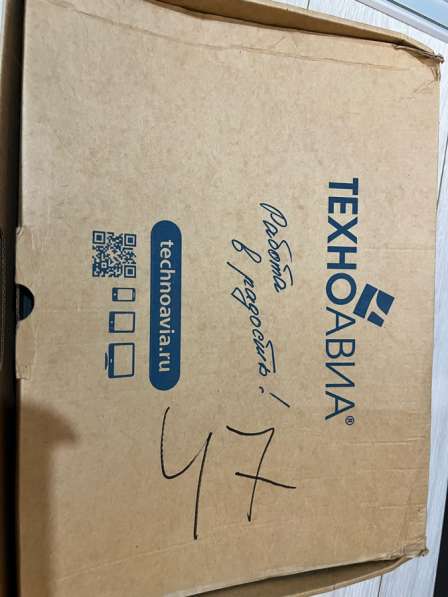 ТЕХНОАВИА®
Работа
в радость!
technoavia.ru
47